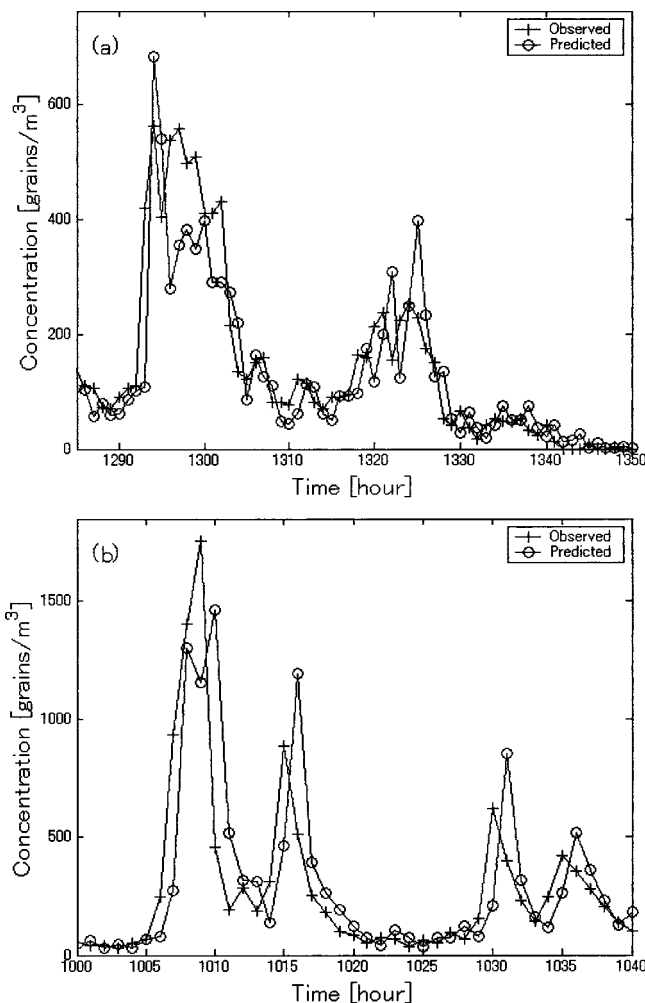 (a)
Observed
Predicted
Concentration [grains/m³]
600
400
200
0
1290 1300 1310 1320 1330 1340 1350
Time [hour]
(b)
Observed
Predicted
Concentration [grains/m³]
1500
1000
500
0
1000 1005 1010 1015 1020 1025 1030 1035 1040
Time [hour]